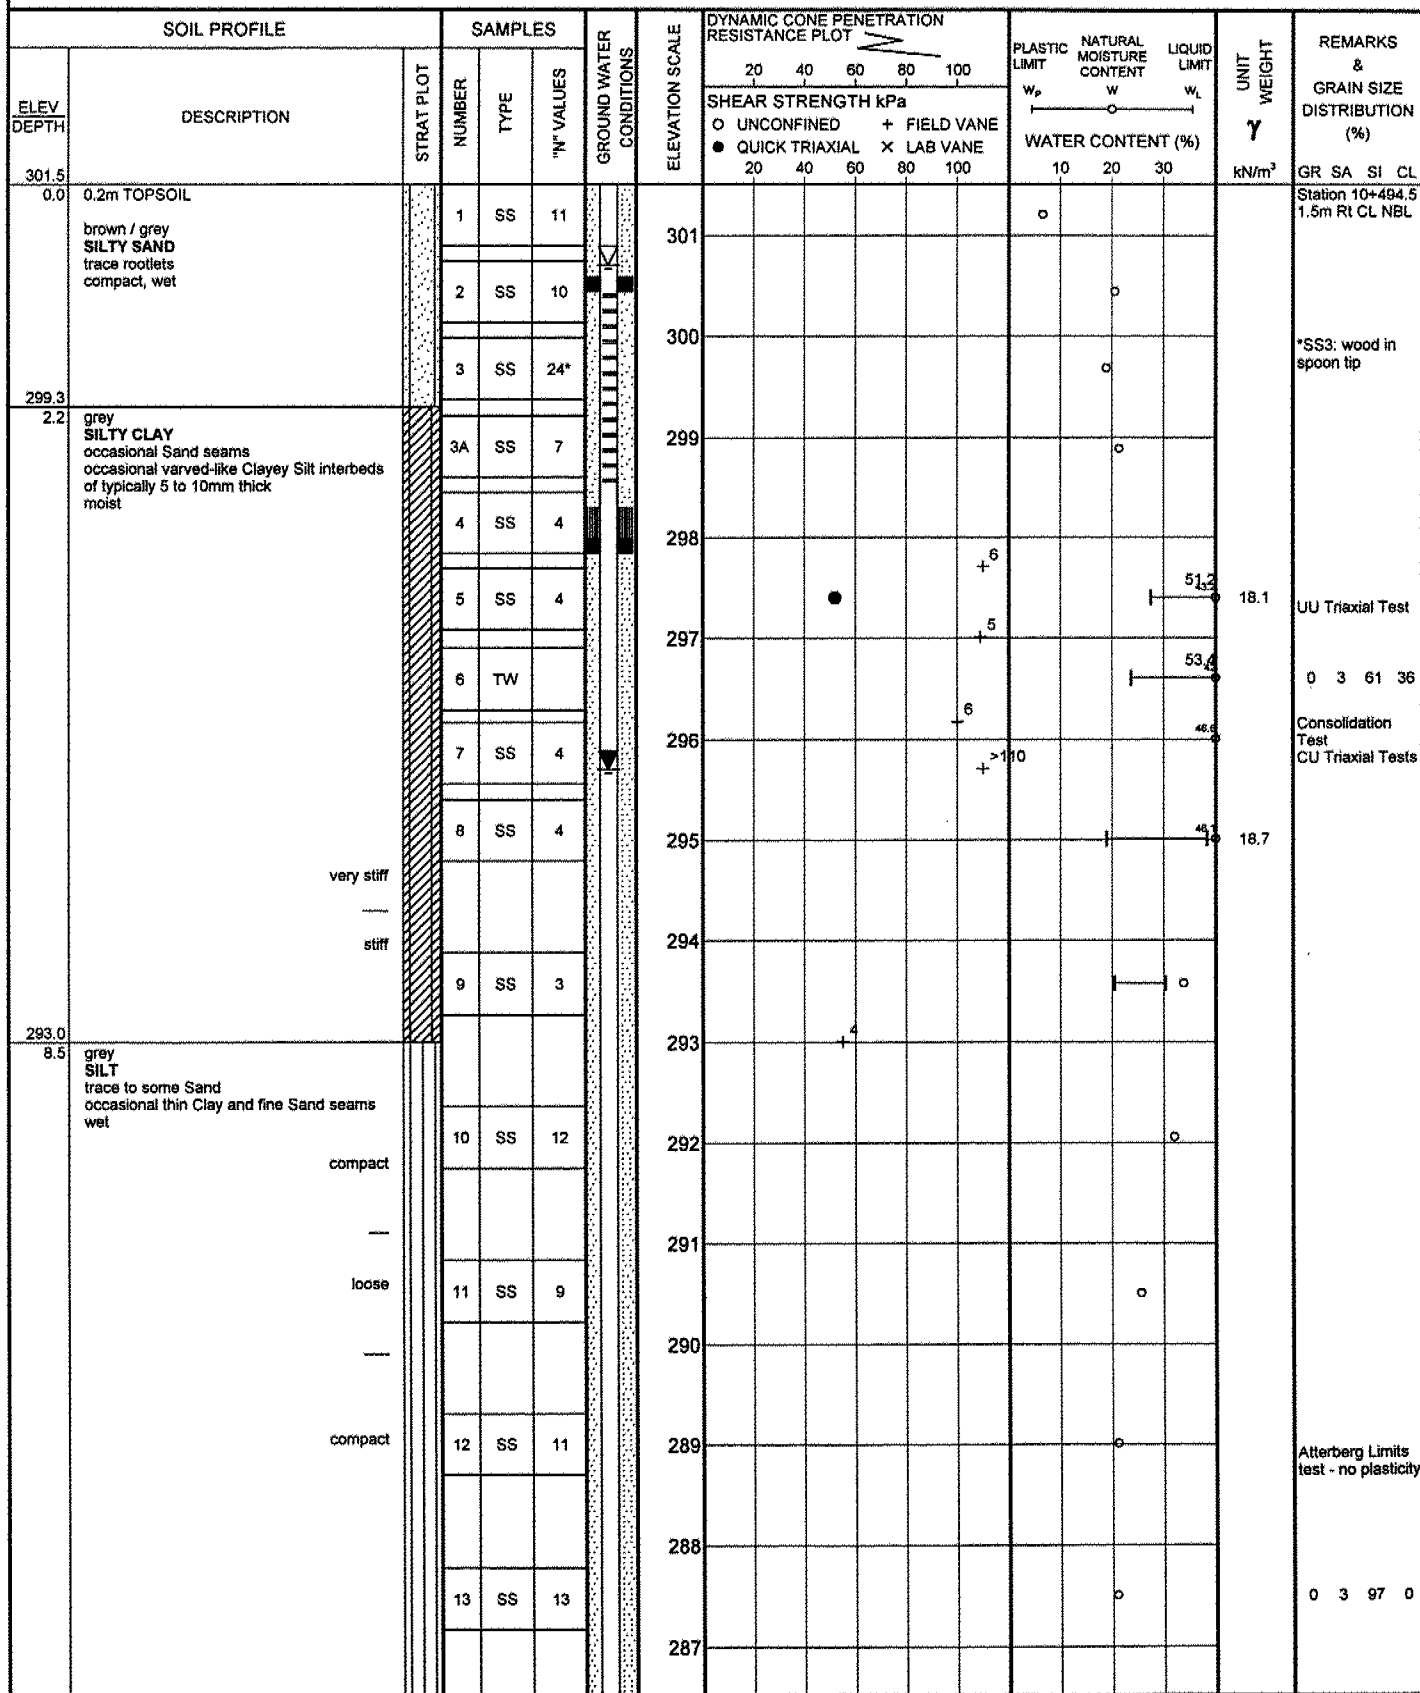 SOIL PROFILE
SAMPLES
GROUND WATER CONDITIONS
ELEVATION SCALE
DYNAMIC CONE PENETRATION
RESISTANCE PLOT
20 40 60 80 100
SHEAR STRENGTH kPa
O UNCONFINED + FIELD VANE
● QUICK TRIAXIAL × LAB VANE
20 40 60 80 100
PLASTIC LIMIT
NATURAL MOISTURE CONTENT
LIQUID LIMIT
WP W WL
WATER CONTENT (%)
10 20 30
UNIT WEIGHT
γ
kN/m³
REMARKS
&
GRAIN SIZE
DISTRIBUTION
(%)
GR SA SI CL
ELEV
DEPTH
DESCRIPTION
STRAT PLOT
NUMBER
TYPE
"N" VALUES
301.5
0.0 0.2m TOPSOIL
brown / grey
SILTY SAND
trace rootlets
compact, wet
1 SS 11
Station 10+494.5
1.5m Rt CL NBL
301
2 SS 10
300
3 SS 24*
*SS3: wood in
spoon tip
299.3
2.2 grey
SILTY CLAY
occasional Sand seams
occasional varved-like Clayey Silt interbeds
of typically 5 to 10mm thick
moist
3A SS 7
299
4 SS 4
298
6
5 SS 4
51.2
18.1
UU Triaxial Test
5
297
6 TW
53.4
0 3 61 36
6
7 SS 4
296
46.6
>110
Consolidation
Test
CU Triaxial Tests
8 SS 4
295
46.1
18.7
very stiff
stiff
294
9 SS 3
293.0
4
293
8.5 grey
SILT
trace to some Sand
occasional thin Clay and fine Sand seams
wet
10 SS 12
292
compact
291
loose
11 SS 9
290
compact
12 SS 11
289
Atterberg Limits
test - no plasticity
288
13 SS 13
0 3 97 0
287